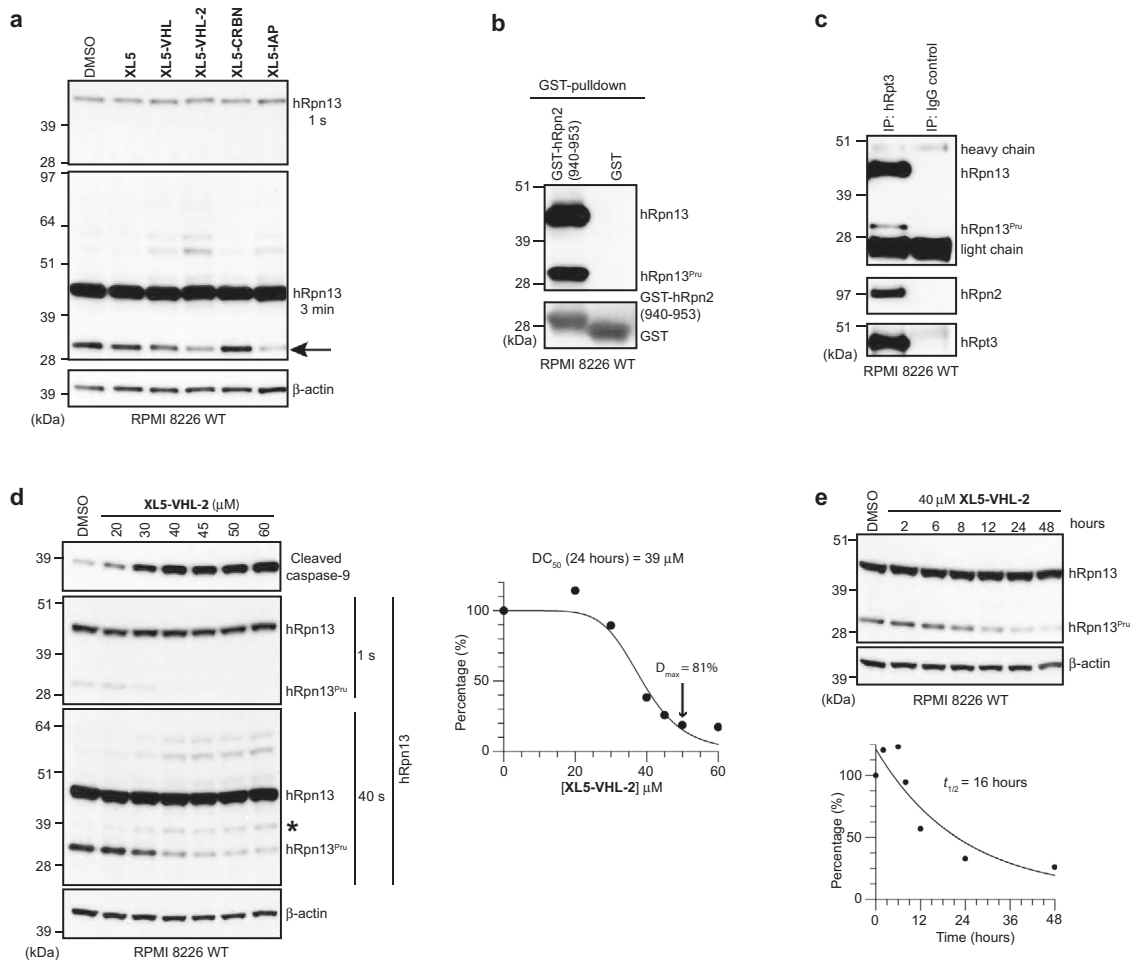 a
DMSO
XL5
XL5-VHL
XL5-VHL-2
XL5-CRBN
XL5-IAP
hRpn13
1 s
39
28
97
64
51
39
28
hRpn13
3 min
39
β-actin
(kDa)
RPMI 8226 WT
b
GST-pulldown
GST-hRpn2
(940-953)
GST
51
39
28
hRpn13
hRpn13Pru
GST-hRpn2
(940-953)
28
GST
(kDa)
RPMI 8226 WT
c
IP: hRpt3
IP: IgG control
51
39
28
heavy chain
hRpn13
hRpn13Pru
light chain
97
hRpn2
51
hRpt3
(kDa)
RPMI 8226 WT
d
XL5-VHL-2 (μM)
DMSO
20
30
40
45
50
60
39
Cleaved
caspase-9
51
39
28
hRpn13
hRpn13Pru
1 s
64
51
39
28
hRpn13
*
hRpn13Pru
40 s
hRpn13
39
β-actin
(kDa)
RPMI 8226 WT
DC50 (24 hours) = 39 μM
Dmax = 81%
Percentage (%)
100
50
0
0
20
40
60
[XL5-VHL-2] μM
e
40 μM XL5-VHL-2
DMSO
2
6
8
12
24
48
hours
51
39
28
hRpn13
hRpn13Pru
39
β-actin
(kDa)
RPMI 8226 WT
t1/2 = 16 hours
Percentage (%)
100
50
0
0
12
24
36
48
Time (hours)